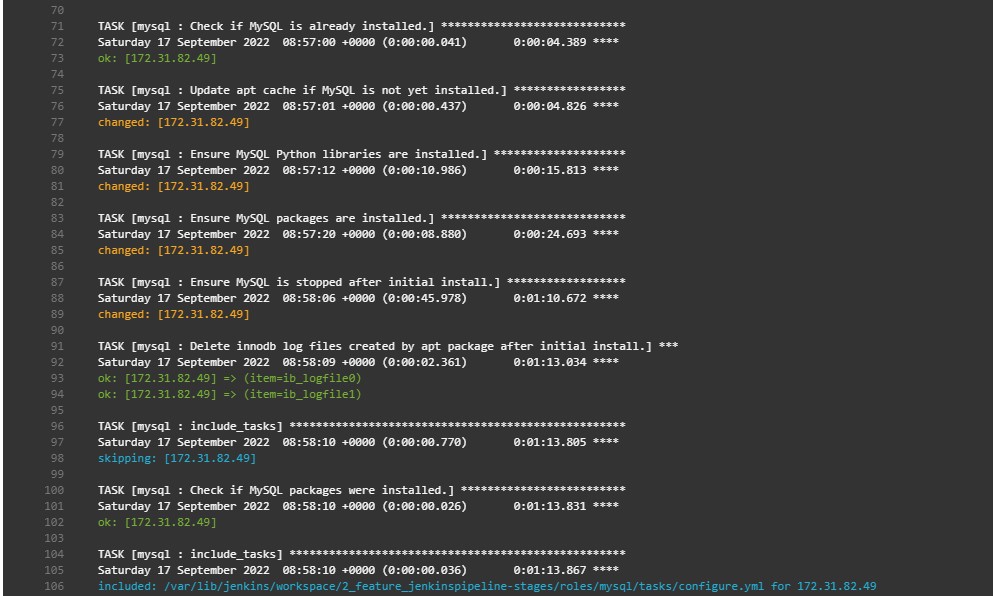 70
71 TASK [mysql : Check if MySQL is already installed.] ****************************
72 Saturday 17 September 2022  08:57:00 +0000 (0:00:00.041)       0:00:04.389 ****
73 ok: [172.31.82.49]
74
75 TASK [mysql : Update apt cache if MySQL is not yet installed.] *****************
76 Saturday 17 September 2022  08:57:01 +0000 (0:00:00.437)       0:00:04.826 ****
77 changed: [172.31.82.49]
78
79 TASK [mysql : Ensure MySQL Python libraries are installed.] ********************
80 Saturday 17 September 2022  08:57:12 +0000 (0:00:10.986)       0:00:15.813 ****
81 changed: [172.31.82.49]
82
83 TASK [mysql : Ensure MySQL packages are installed.] ****************************
84 Saturday 17 September 2022  08:57:20 +0000 (0:00:08.880)       0:00:24.693 ****
85 changed: [172.31.82.49]
86
87 TASK [mysql : Ensure MySQL is stopped after initial install.] ******************
88 Saturday 17 September 2022  08:58:06 +0000 (0:00:45.978)       0:01:10.672 ****
89 changed: [172.31.82.49]
90
91 TASK [mysql : Delete innodb log files created by apt package after initial install.] ***
92 Saturday 17 September 2022  08:58:09 +0000 (0:00:02.361)       0:01:13.034 ****
93 ok: [172.31.82.49] => (item=ib_logfile0)
94 ok: [172.31.82.49] => (item=ib_logfile1)
95
96 TASK [mysql : include_tasks] ***************************************************
97 Saturday 17 September 2022  08:58:10 +0000 (0:00:00.770)       0:01:13.805 ****
98 skipping: [172.31.82.49]
99
100 TASK [mysql : Check if MySQL packages were installed.] *************************
101 Saturday 17 September 2022  08:58:10 +0000 (0:00:00.026)       0:01:13.831 ****
102 ok: [172.31.82.49]
103
104 TASK [mysql : include_tasks] ***************************************************
105 Saturday 17 September 2022  08:58:10 +0000 (0:00:00.036)       0:01:13.867 ****
106 included: /var/lib/jenkins/workspace/2_feature_jenkinspipeline-stages/roles/mysql/tasks/configure.yml for 172.31.82.49